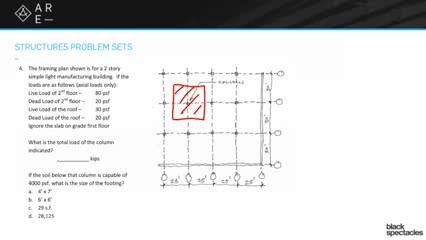 A R
E —
STRUCTURES PROBLEM SETS
4. The framing plan shown is for a 2 story
simple light manufacturing building. If the
loads are as follows (axial loads only):
Live Load of 2nd floor – 80 psf
Dead Load of 2nd floor – 20 psf
Live Load of the roof – 30 psf
Dead Load of the roof – 20 psf
Ignore the slab on grade first floor
What is the total load of the column
indicated?
__________ kips
If the soil below that column is capable of
4000 psf, what is the size of the footing?
a. 4' x 7'
b. 6' x 6'
c. 29 s.f.
d. 28,125
25' 25' 25' 25'
black
spectacles